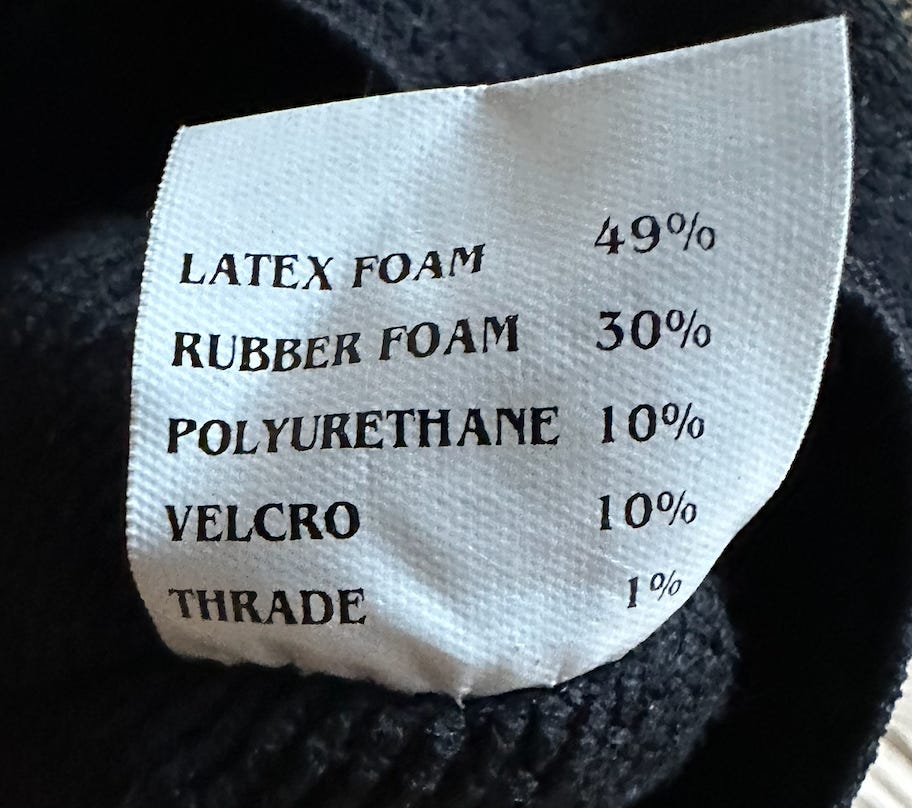 LATEX FOAM 49%
RUBBER FOAM 30%
POLYURETHANE 10%
VELCRO 10%
THRADE 1%